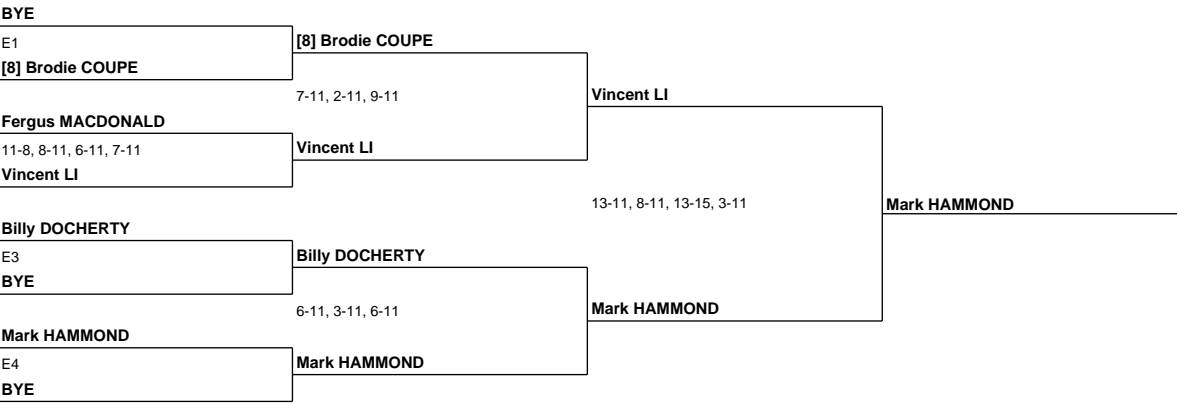 BYE
E1
[8] Brodie COUPE
[8] Brodie COUPE
7-11, 2-11, 9-11
Vincent LI
Fergus MACDONALD
11-8, 8-11, 6-11, 7-11
Vincent LI
Vincent LI
13-11, 8-11, 13-15, 3-11
Mark HAMMOND
Billy DOCHERTY
E3
Billy DOCHERTY
BYE
6-11, 3-11, 6-11
Mark HAMMOND
Mark HAMMOND
E4
Mark HAMMOND
BYE